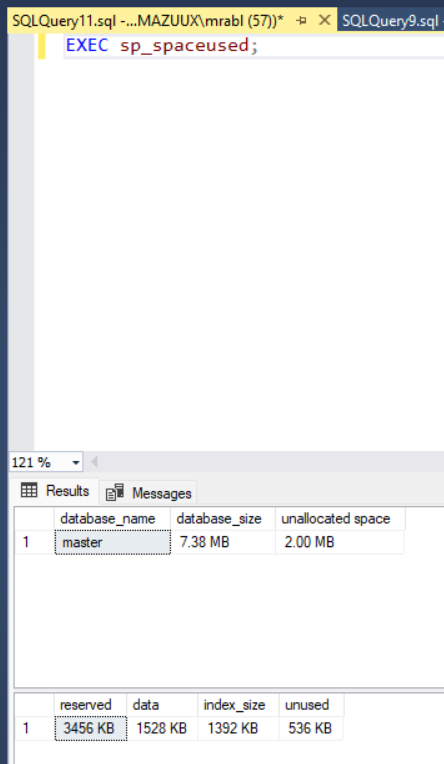 SQLQuery11.sql -...MAZUUX\mrabl (57))* SQLQuery9.sql -
EXEC sp_spaceused;
121 %
Results Messages
database_name database_size unallocated space
1 master 7.38 MB 2.00 MB
reserved data index_size unused
1 3456 KB 1528 KB 1392 KB 536 KB